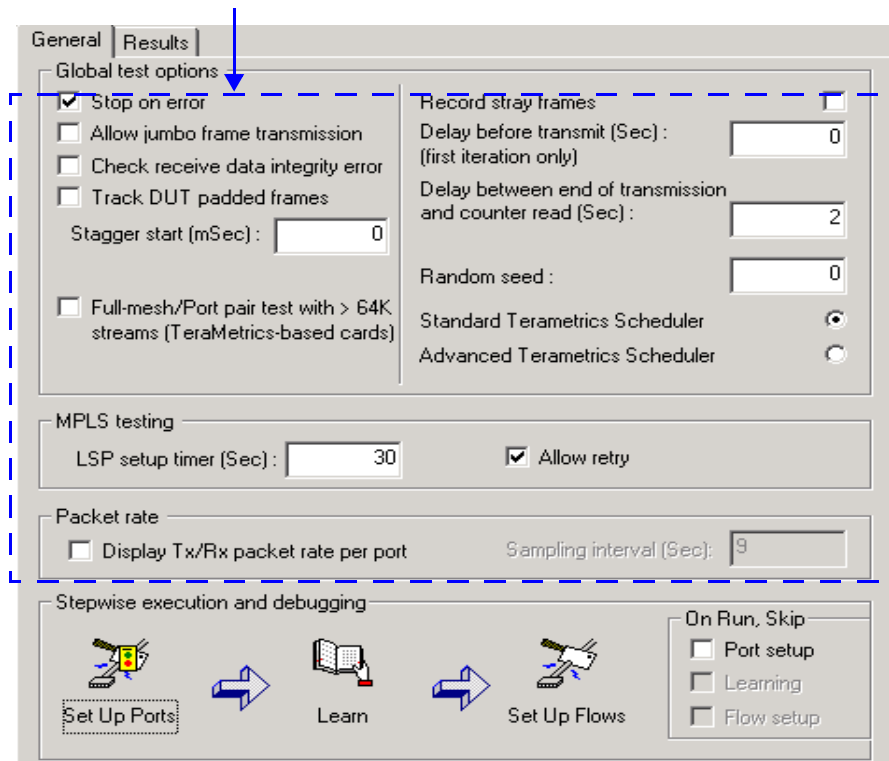 General
Results
Global test options
Stop on error
Allow jumbo frame transmission
Check receive data integrity error
Track DUT padded frames
Stagger start (mSec) : 0
Full-mesh/Port pair test with > 64K
streams (TeraMetrics-based cards)
Record stray frames
Delay before transmit (Sec) : 0
(first iteration only)
Delay between end of transmission
and counter read (Sec) : 2
Random seed : 0
Standard Terametrics Scheduler
Advanced Terametrics Scheduler
MPLS testing
LSP setup timer (Sec) : 30
Allow retry
Packet rate
Display Tx/Rx packet rate per port
Sampling interval (Sec): 9
Stepwise execution and debugging
Set Up Ports
Learn
Set Up Flows
On Run, Skip
Port setup
Learning
Flow setup